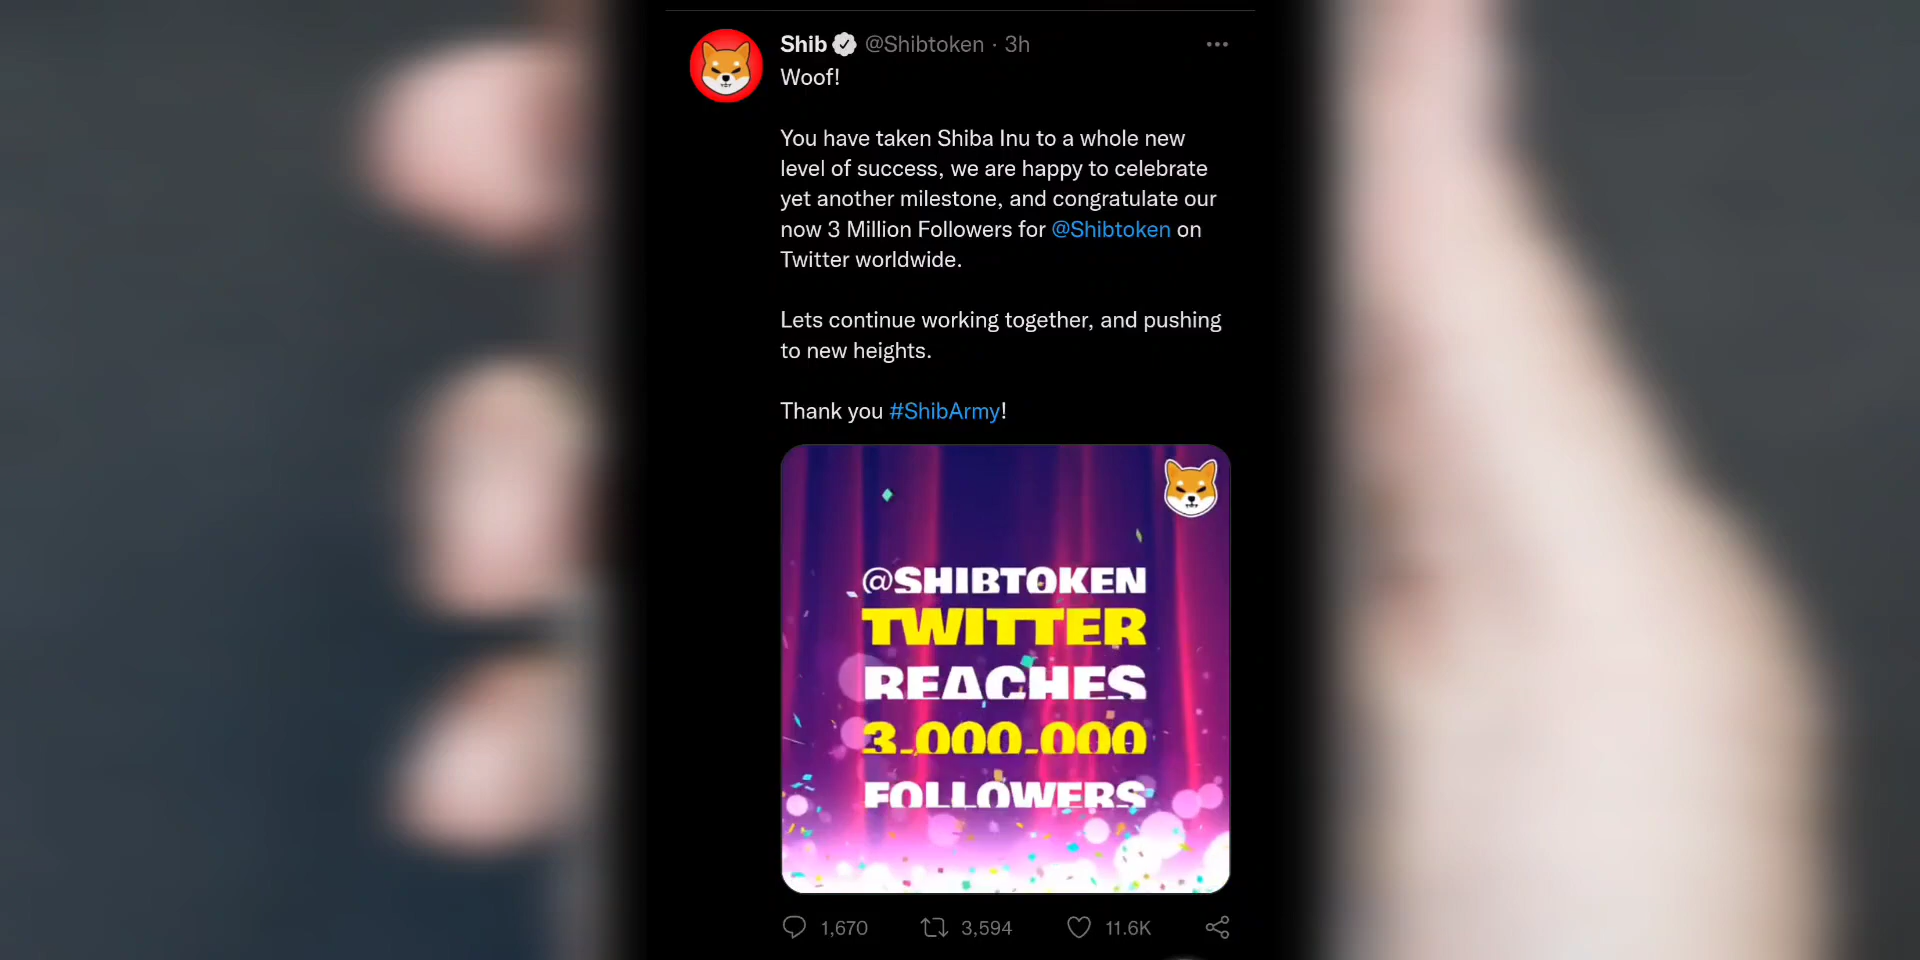 Shib @Shibtoken · 3h
Woof!
You have taken Shiba Inu to a whole new
level of success, we are happy to celebrate
yet another milestone, and congratulate our
now 3 Million Followers for @Shibtoken on
Twitter worldwide.
Lets continue working together, and pushing
to new heights.
Thank you #ShibArmy!
@SHIBTOKEN
TWITTER
REACHES
3,000,000
FOLLOWERS
1,670 3,594 11.6K